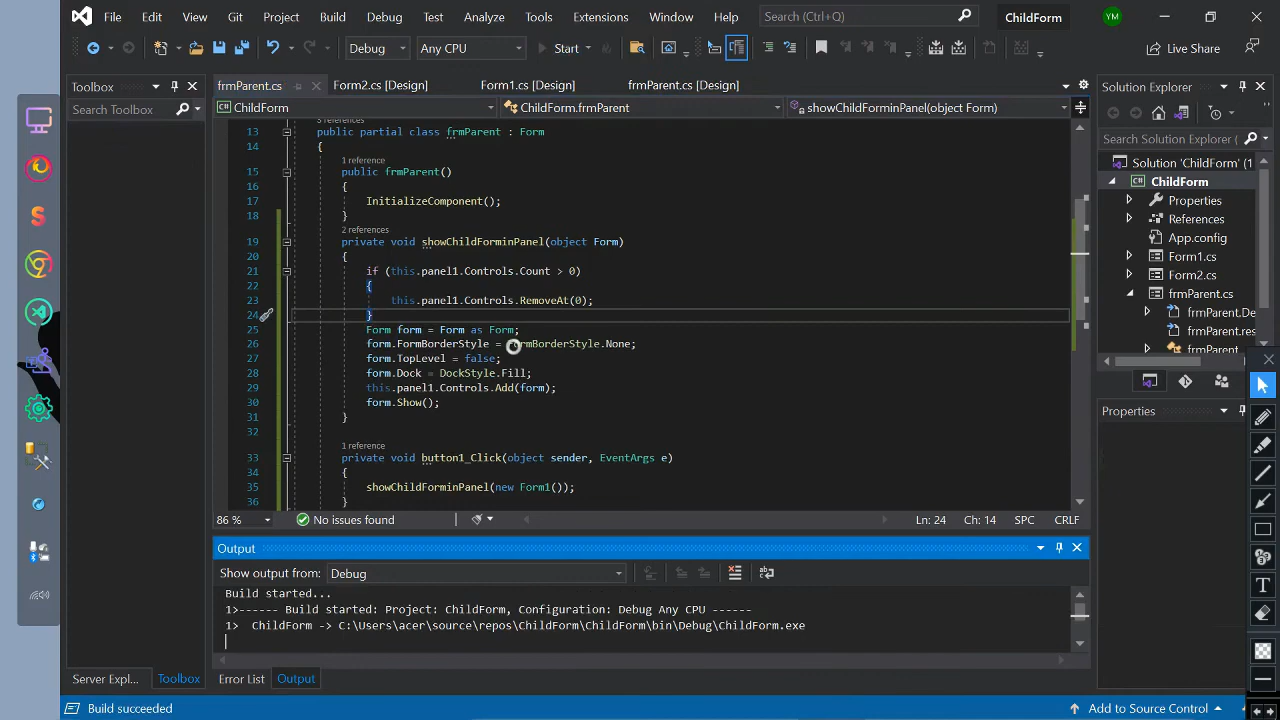 File Edit View Git Project Build Debug Test Analyze Tools Extensions Window Help Search (Ctrl+Q) ChildForm YM
Debug Any CPU Start Live Share
Toolbox
Search Toolbox
frmParent.cs Form2.cs [Design] Form1.cs [Design] frmParent.cs [Design]
ChildForm ChildForm.frmParent showChildForminPanel(object Form)
13 public partial class frmParent : Form
14 {
1 reference
15 public frmParent()
16 {
17 InitializeComponent();
18 }
2 references
19 private void showChildForminPanel(object Form)
20 {
21 if (this.panel1.Controls.Count > 0)
22 {
23 this.panel1.Controls.RemoveAt(0);
24 }
25 Form form = Form as Form;
26 form.FormBorderStyle = FormBorderStyle.None;
27 form.TopLevel = false;
28 form.Dock = DockStyle.Fill;
29 this.panel1.Controls.Add(form);
30 form.Show();
31 }
32
1 reference
33 private void button1_Click(object sender, EventArgs e)
34 {
35 showChildForminPanel(new Form1());
36 }
86 % No issues found Ln: 24 Ch: 14 SPC CRLF
Output
Show output from: Debug
Build started...
1>------ Build started: Project: ChildForm, Configuration: Debug Any CPU ------
1> ChildForm -> C:\Users\acer\source\repos\ChildForm\ChildForm\bin\Debug\ChildForm.exe
Server Expl... Toolbox Error List Output
Build succeeded Add to Source Control
Solution Explorer
Search Solution Explorer
Solution 'ChildForm' (1
ChildForm
Properties
References
App.config
Form1.cs
Form2.cs
frmParent.cs
frmParent.De
frmParent.res
frmParent
Properties